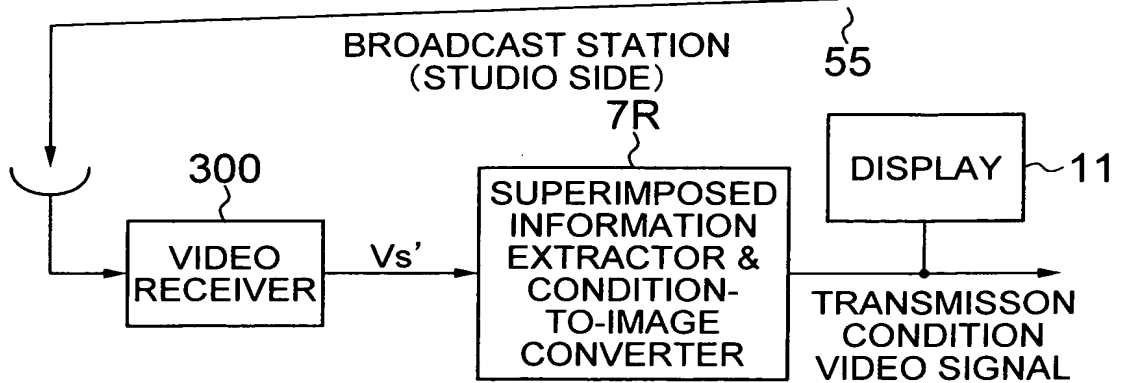 55
BROADCAST STATION
(STUDIO SIDE)
7R
300
VIDEO
RECEIVER
Vs'
SUPERIMPOSED
INFORMATION
EXTRACTOR &
CONDITION-
TO-IMAGE
CONVERTER
DISPLAY
11
TRANSMISSON
CONDITION
VIDEO SIGNAL